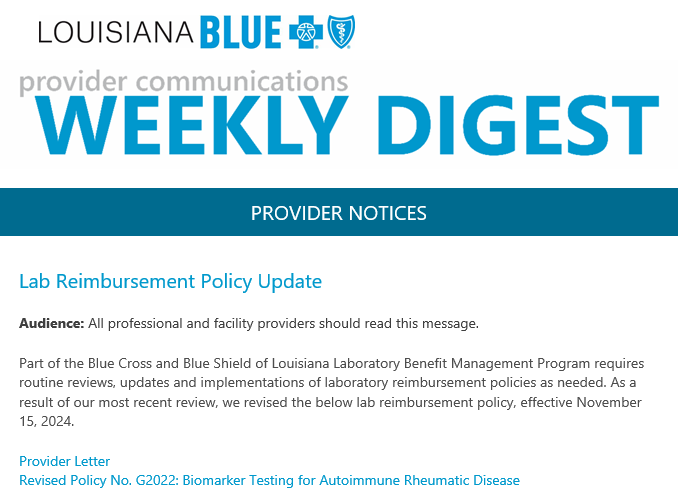 LOUISIANA BLUE
provider communications
WEEKLY DIGEST
PROVIDER NOTICES
Lab Reimbursement Policy Update
Audience: All professional and facility providers should read this message.
Part of the Blue Cross and Blue Shield of Louisiana Laboratory Benefit Management Program requires
routine reviews, updates and implementations of laboratory reimbursement policies as needed. As a
result of our most recent review, we revised the below lab reimbursement policy, effective November
15, 2024.
Provider Letter
Revised Policy No. G2022: Biomarker Testing for Autoimmune Rheumatic Disease